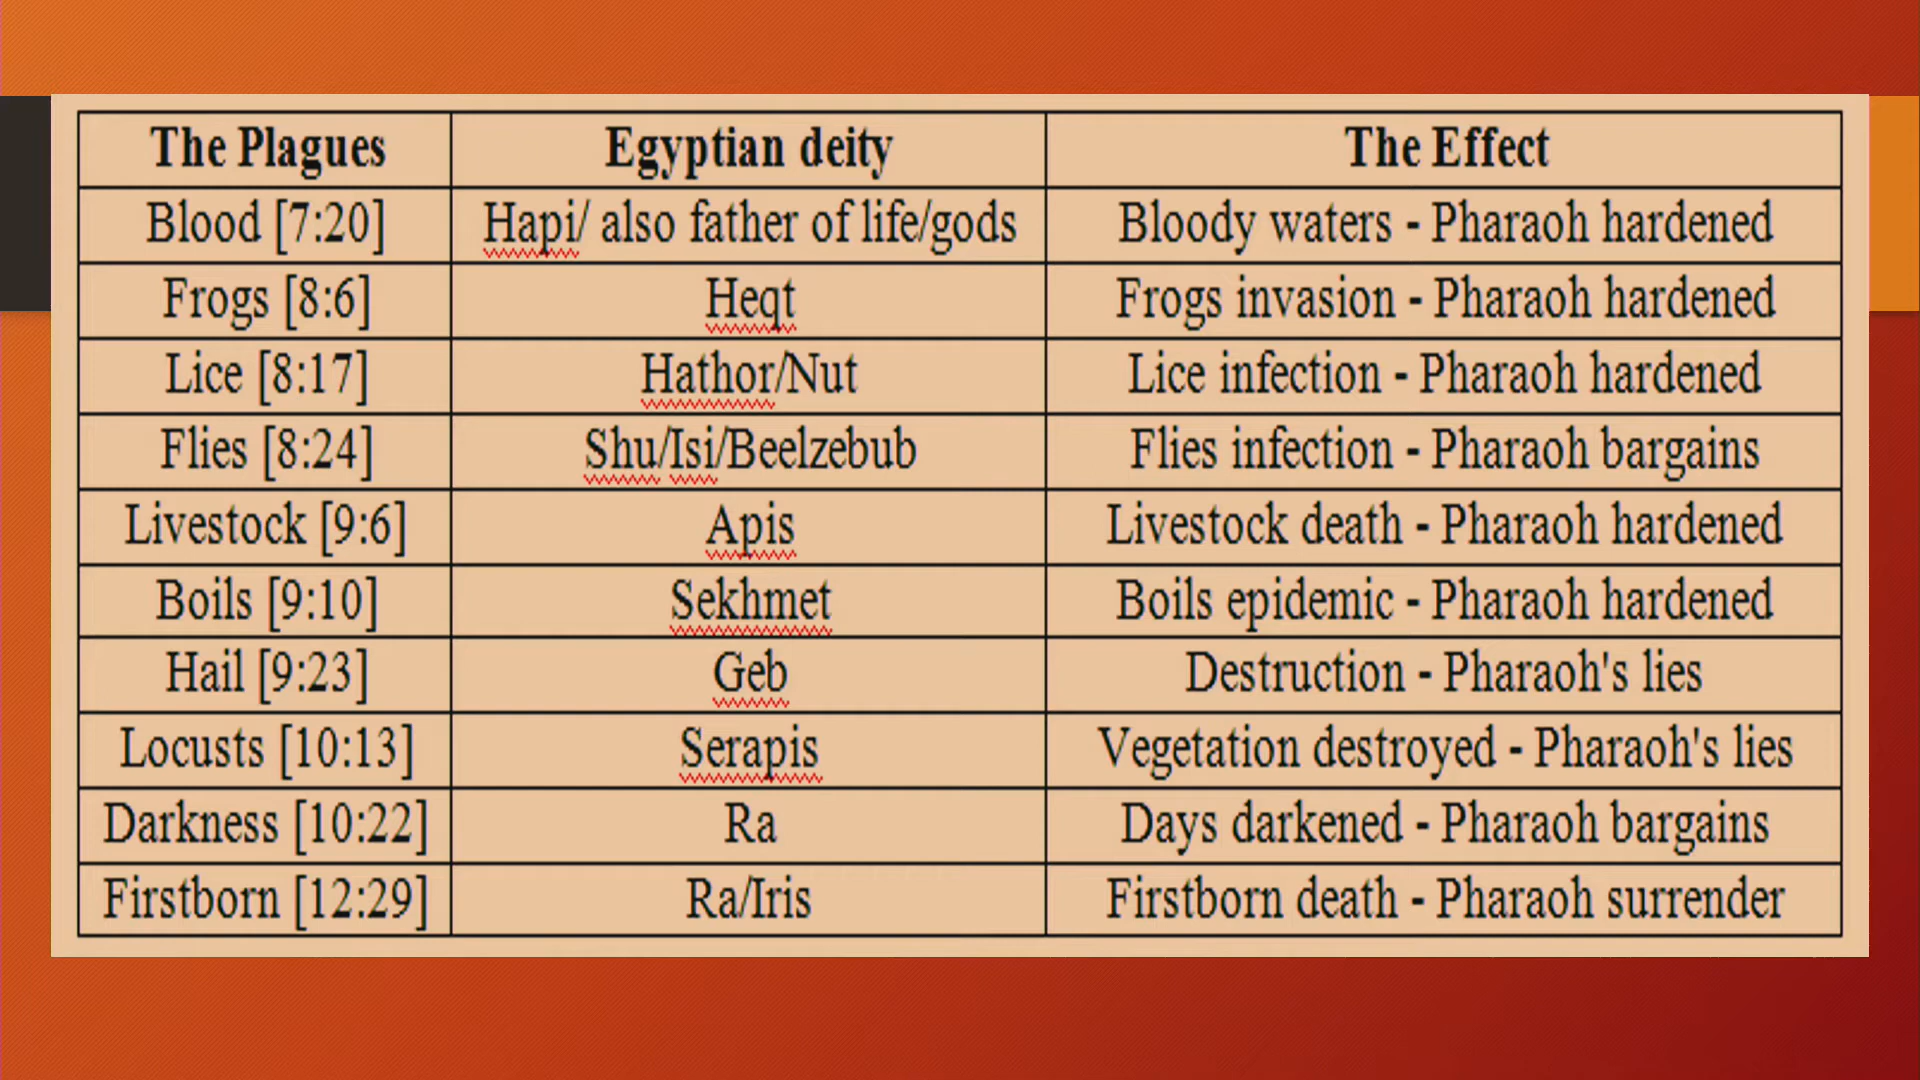 The Plagues Egyptian deity The Effect
Blood [7:20] Hapi/ also father of life/gods Bloody waters - Pharaoh hardened
Frogs [8:6] Heqt Frogs invasion - Pharaoh hardened
Lice [8:17] Hathor/Nut Lice infection - Pharaoh hardened
Flies [8:24] Shu/Isi/Beelzebub Flies infection - Pharaoh bargains
Livestock [9:6] Apis Livestock death - Pharaoh hardened
Boils [9:10] Sekhmet Boils epidemic - Pharaoh hardened
Hail [9:23] Geb Destruction - Pharaoh's lies
Locusts [10:13] Serapis Vegetation destroyed - Pharaoh's lies
Darkness [10:22] Ra Days darkened - Pharaoh bargains
Firstborn [12:29] Ra/Iris Firstborn death - Pharaoh surrender